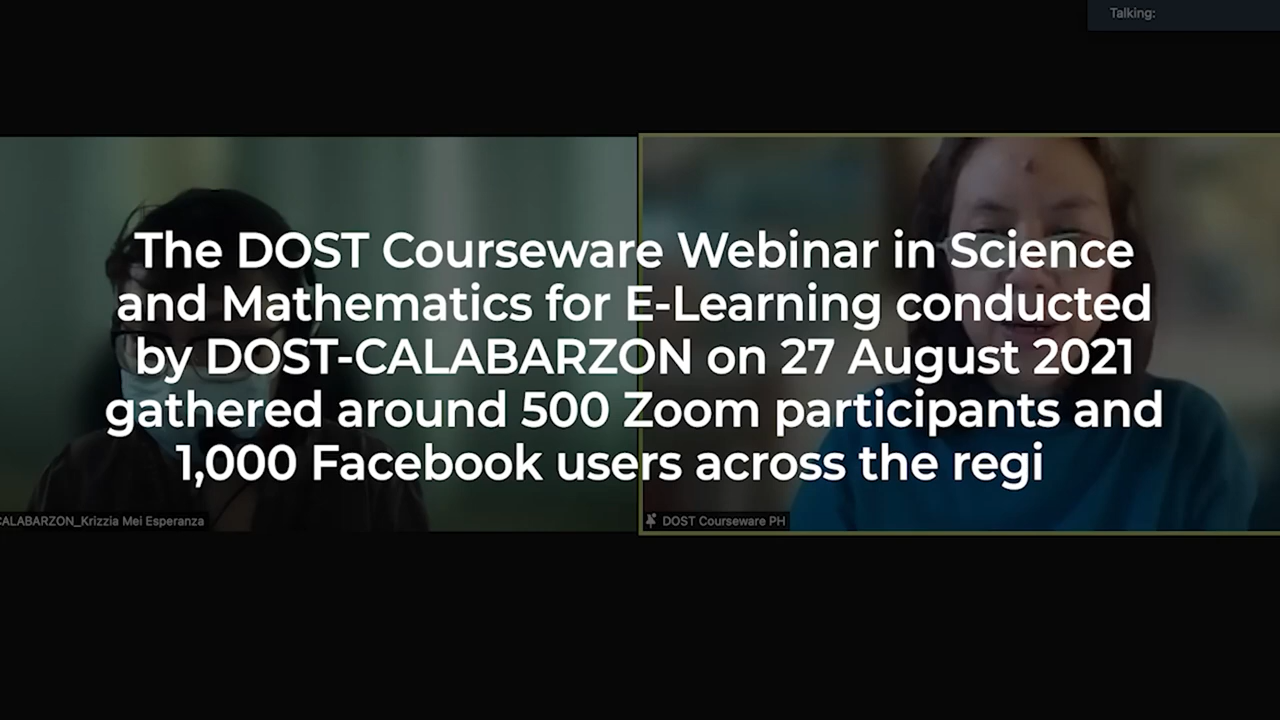 Talking:
The DOST Courseware Webinar in Science
and Mathematics for E-Learning conducted
by DOST-CALABARZON on 27 August 2021
gathered around 500 Zoom participants and
1,000 Facebook users across the regi
CALABARZON_Krizzia Mei Esperanza
DOST Courseware PH